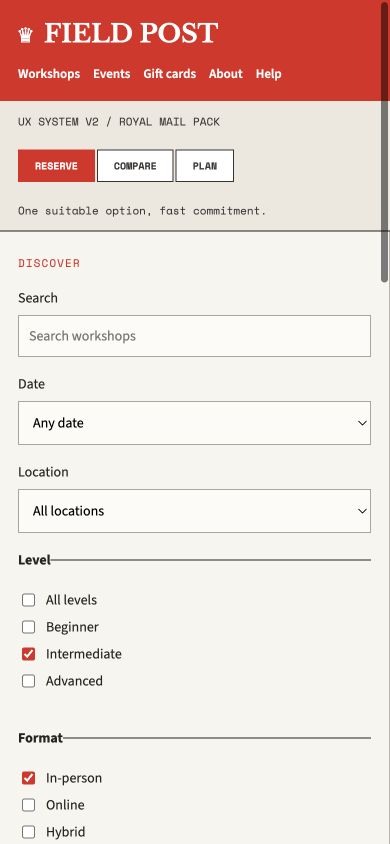 FIELD POST
Workshops Events Gift cards About Help
UX SYSTEM V2 / ROYAL MAIL PACK
RESERVE COMPARE PLAN
One suitable option, fast commitment.
DISCOVER
Search
Search workshops
Date
Any date
Location
All locations
Level
All levels
Beginner
Intermediate
Advanced
Format
In-person
Online
Hybrid